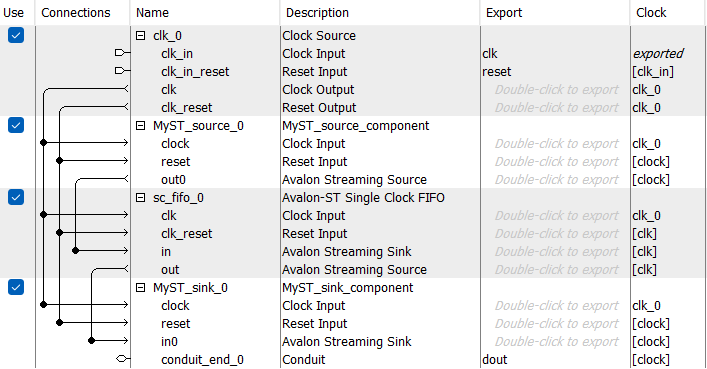 Use Connections Name Description Export Clock
clk_0 Clock Source
clk_in Clock Input clk exported
clk_in_reset Reset Input reset [clk_in]
clk Clock Output Double-click to export clk_0
clk_reset Reset Output Double-click to export clk_0
MyST_source_0 MyST_source_component
clock Clock Input Double-click to export clk_0
reset Reset Input Double-click to export [clock]
out0 Avalon Streaming Source Double-click to export [clock]
sc_fifo_0 Avalon-ST Single Clock FIFO
clk Clock Input Double-click to export clk_0
clk_reset Reset Input Double-click to export [clk]
in Avalon Streaming Sink Double-click to export [clk]
out Avalon Streaming Source Double-click to export [clk]
MyST_sink_0 MyST_sink_component
clock Clock Input Double-click to export clk_0
reset Reset Input Double-click to export [clock]
in0 Avalon Streaming Sink Double-click to export [clock]
conduit_end_0 Conduit dout [clock]